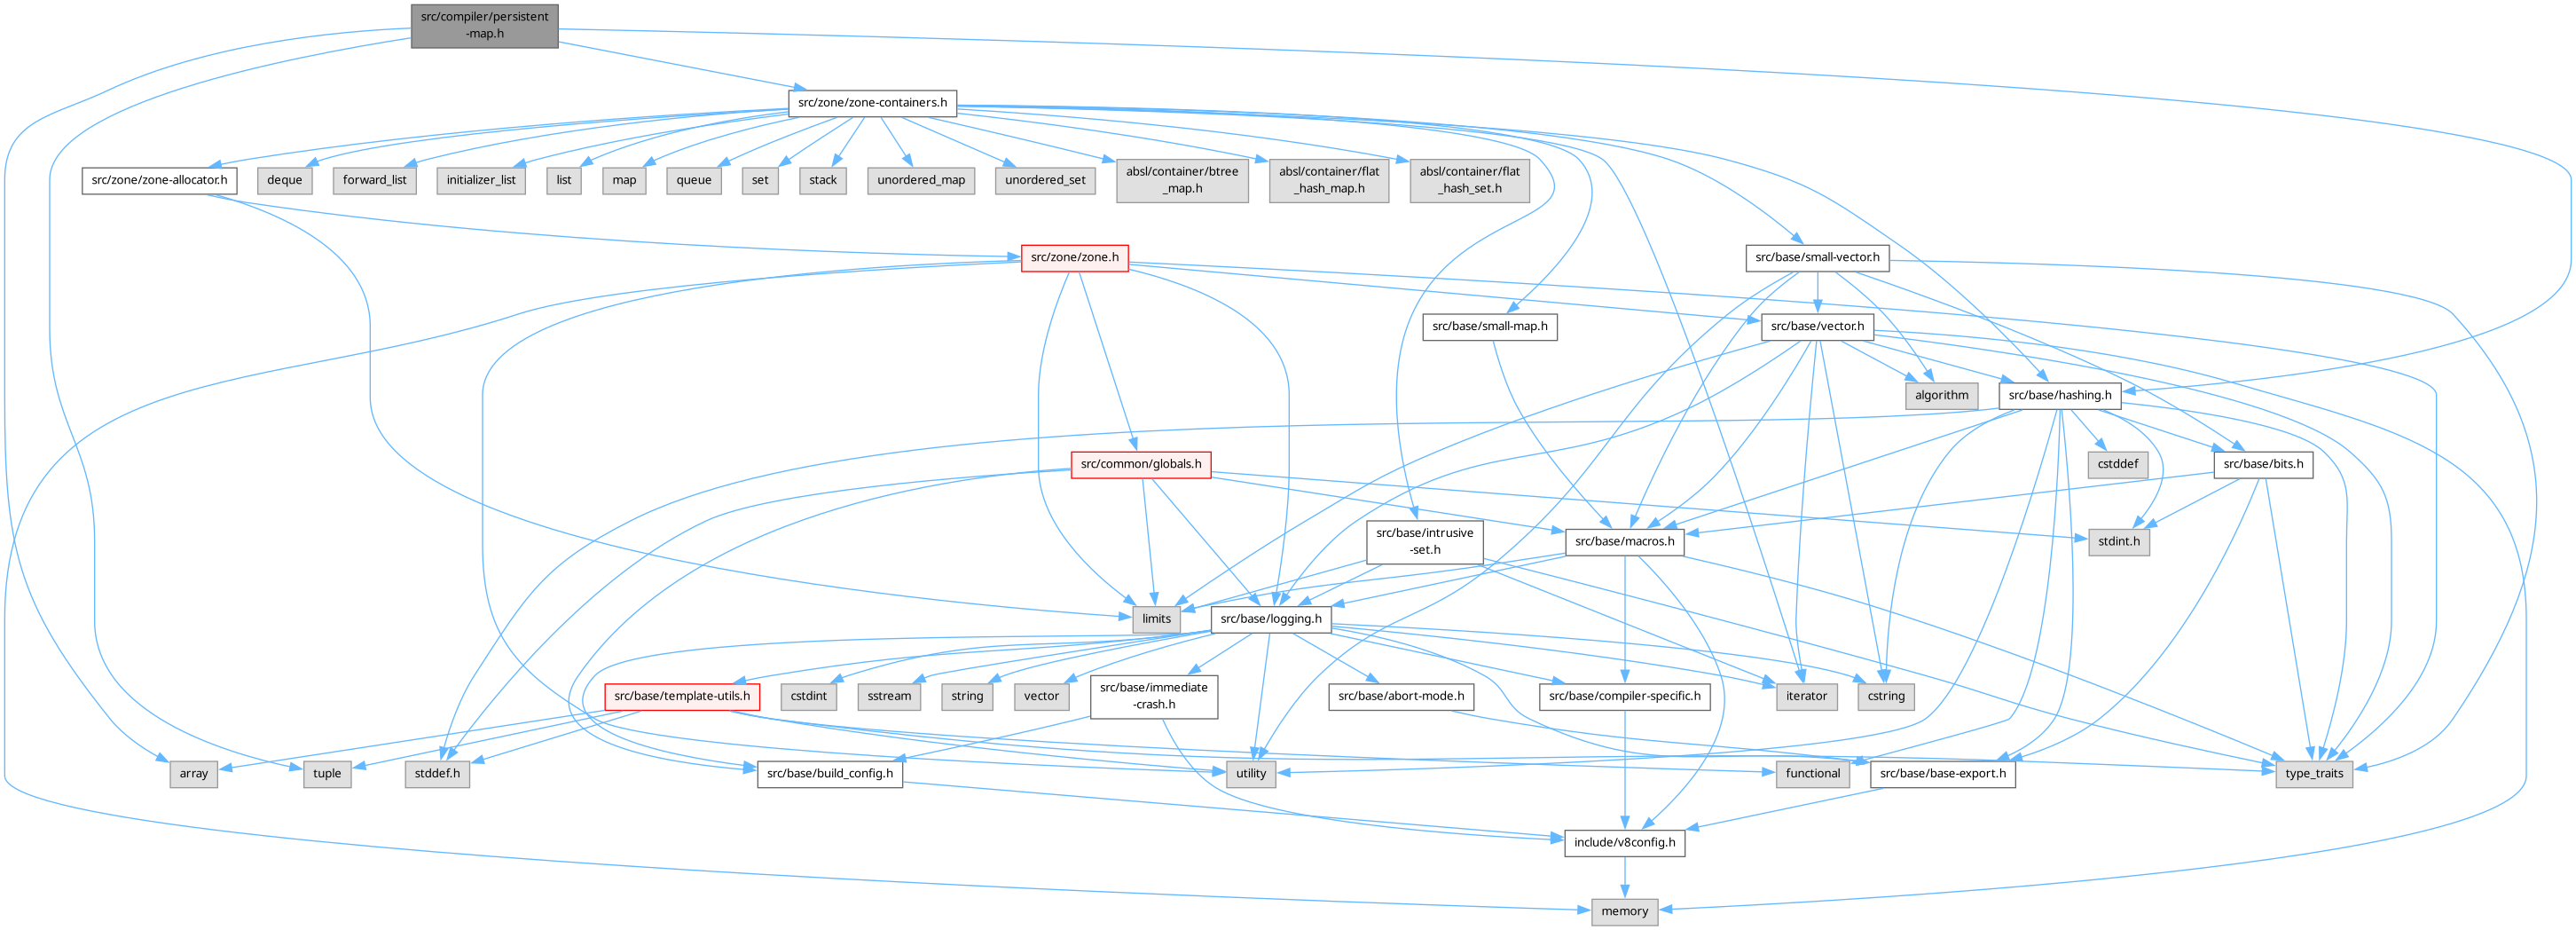 src/compiler/persistent
-map.h
src/zone/zone-containers.h
src/zone/zone-allocator.h
deque
forward_list
initializer_list
list
map
queue
set
stack
unordered_map
unordered_set
absl/container/btree
_map.h
absl/container/flat
_hash_map.h
absl/container/flat
_hash_set.h
src/zone/zone.h
src/base/small-vector.h
src/base/small-map.h
src/base/vector.h
algorithm
src/base/hashing.h
src/common/globals.h
cstddef
src/base/bits.h
src/base/intrusive
-set.h
src/base/macros.h
stdint.h
limits
src/base/logging.h
src/base/template-utils.h
cstdint
sstream
string
vector
src/base/immediate
-crash.h
src/base/abort-mode.h
src/base/compiler-specific.h
iterator
cstring
array
tuple
stddef.h
src/base/build_config.h
utility
functional
src/base/base-export.h
type_traits
include/v8config.h
memory